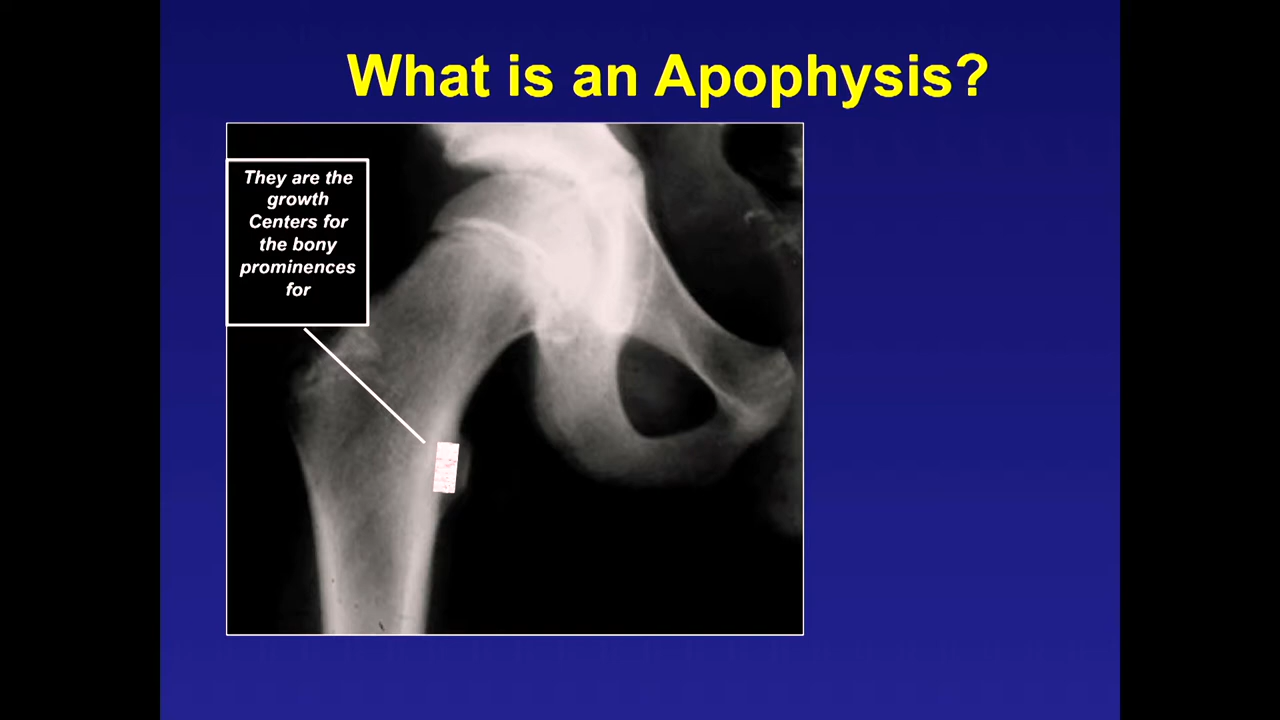 What is an Apophysis?
They are the
growth
Centers for
the bony
prominences
for